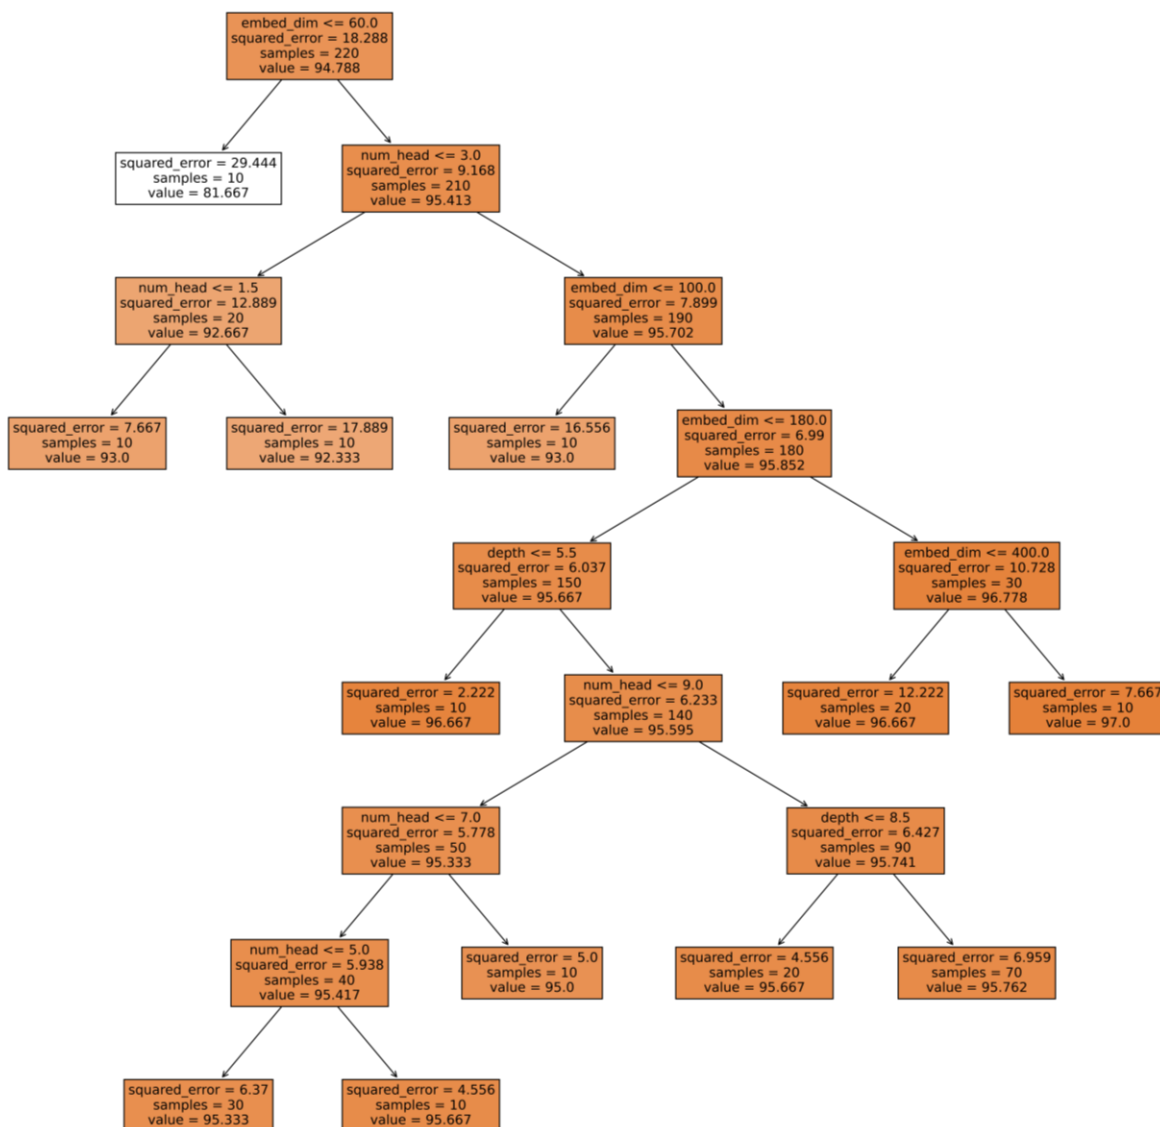 embed_dim <= 60.0
squared_error = 18.288
samples = 220
value = 94.788
squared_error = 29.444
samples = 10
value = 81.667
num_head <= 3.0
squared_error = 9.168
samples = 210
value = 95.413
num_head <= 1.5
squared_error = 12.889
samples = 20
value = 92.667
embed_dim <= 100.0
squared_error = 7.899
samples = 190
value = 95.702
squared_error = 7.667
samples = 10
value = 93.0
squared_error = 17.889
samples = 10
value = 92.333
squared_error = 16.556
samples = 10
value = 93.0
embed_dim <= 180.0
squared_error = 6.99
samples = 180
value = 95.852
depth <= 5.5
squared_error = 6.037
samples = 150
value = 95.667
embed_dim <= 400.0
squared_error = 10.728
samples = 30
value = 96.778
squared_error = 2.222
samples = 10
value = 96.667
num_head <= 9.0
squared_error = 6.233
samples = 140
value = 95.595
squared_error = 12.222
samples = 20
value = 96.667
squared_error = 7.667
samples = 10
value = 97.0
num_head <= 7.0
squared_error = 5.778
samples = 50
value = 95.333
depth <= 8.5
squared_error = 6.427
samples = 90
value = 95.741
num_head <= 5.0
squared_error = 5.938
samples = 40
value = 95.417
squared_error = 5.0
samples = 10
value = 95.0
squared_error = 4.556
samples = 20
value = 95.667
squared_error = 6.959
samples = 70
value = 95.762
squared_error = 6.37
samples = 30
value = 95.333
squared_error = 4.556
samples = 10
value = 95.667